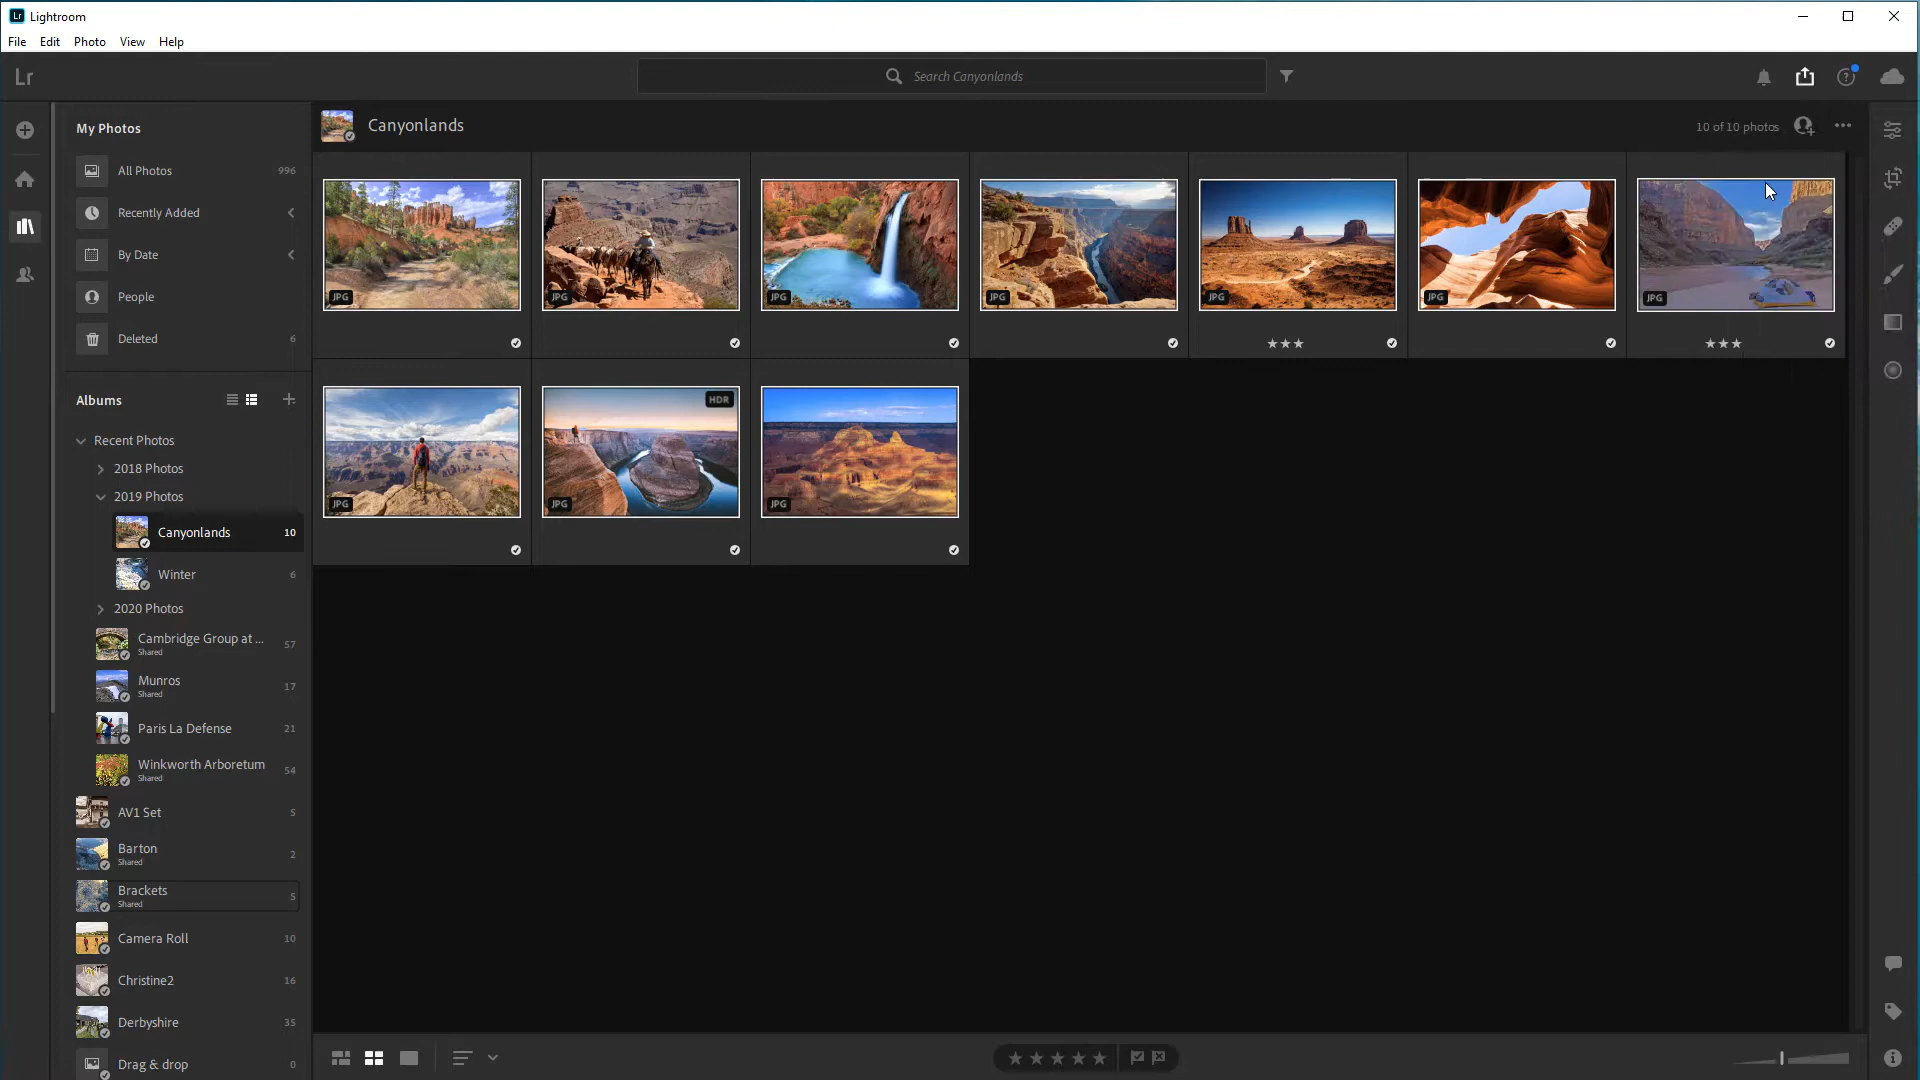 Lr Lightroom
File Edit Photo View Help
Lr
Search Canyonlands
My Photos
All Photos 996
Recently Added
By Date
People
Deleted 6
Albums
Recent Photos
2018 Photos
2019 Photos
Canyonlands 10
Winter 6
2020 Photos
Cambridge Group at ... 57
Shared
Munros 17
Shared
Paris La Defense 21
Winkworth Arboretum 54
Shared
AV1 Set 5
Barton 2
Shared
Brackets 5
Shared
Camera Roll 10
Christine2 16
Derbyshire 35
Drag & drop 0
Canyonlands
10 of 10 photos
JPG JPG JPG JPG JPG JPG JPG
HDR
JPG JPG JPG